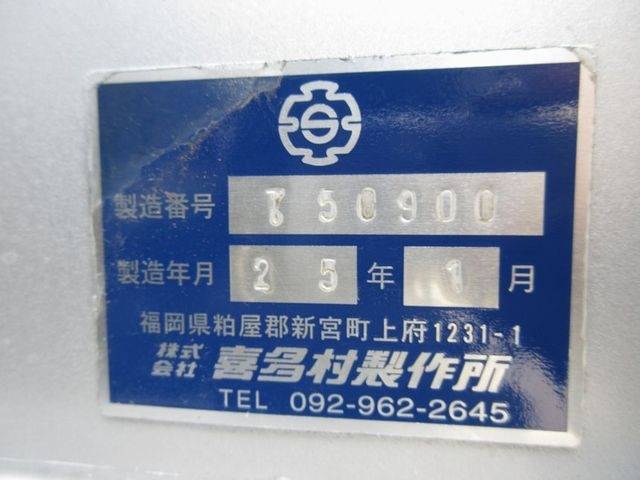 製造番号 50900
製造年月 25年1月
福岡県粕屋郡新宮町上府1231-1
株式会社 喜多村製作所
TEL 092-962-2645